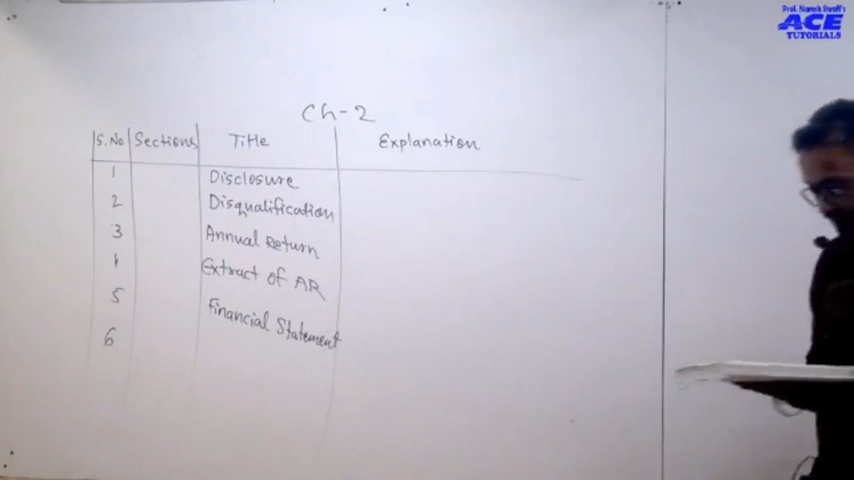 Prof. Naresh Shroff's
ACE
TUTORIALS
Ch-2
S.No Sections Title Explanation
1 Disclosure
2 Disqualification
3 Annual Return
4 Extract of AR
5 Financial Statement
6